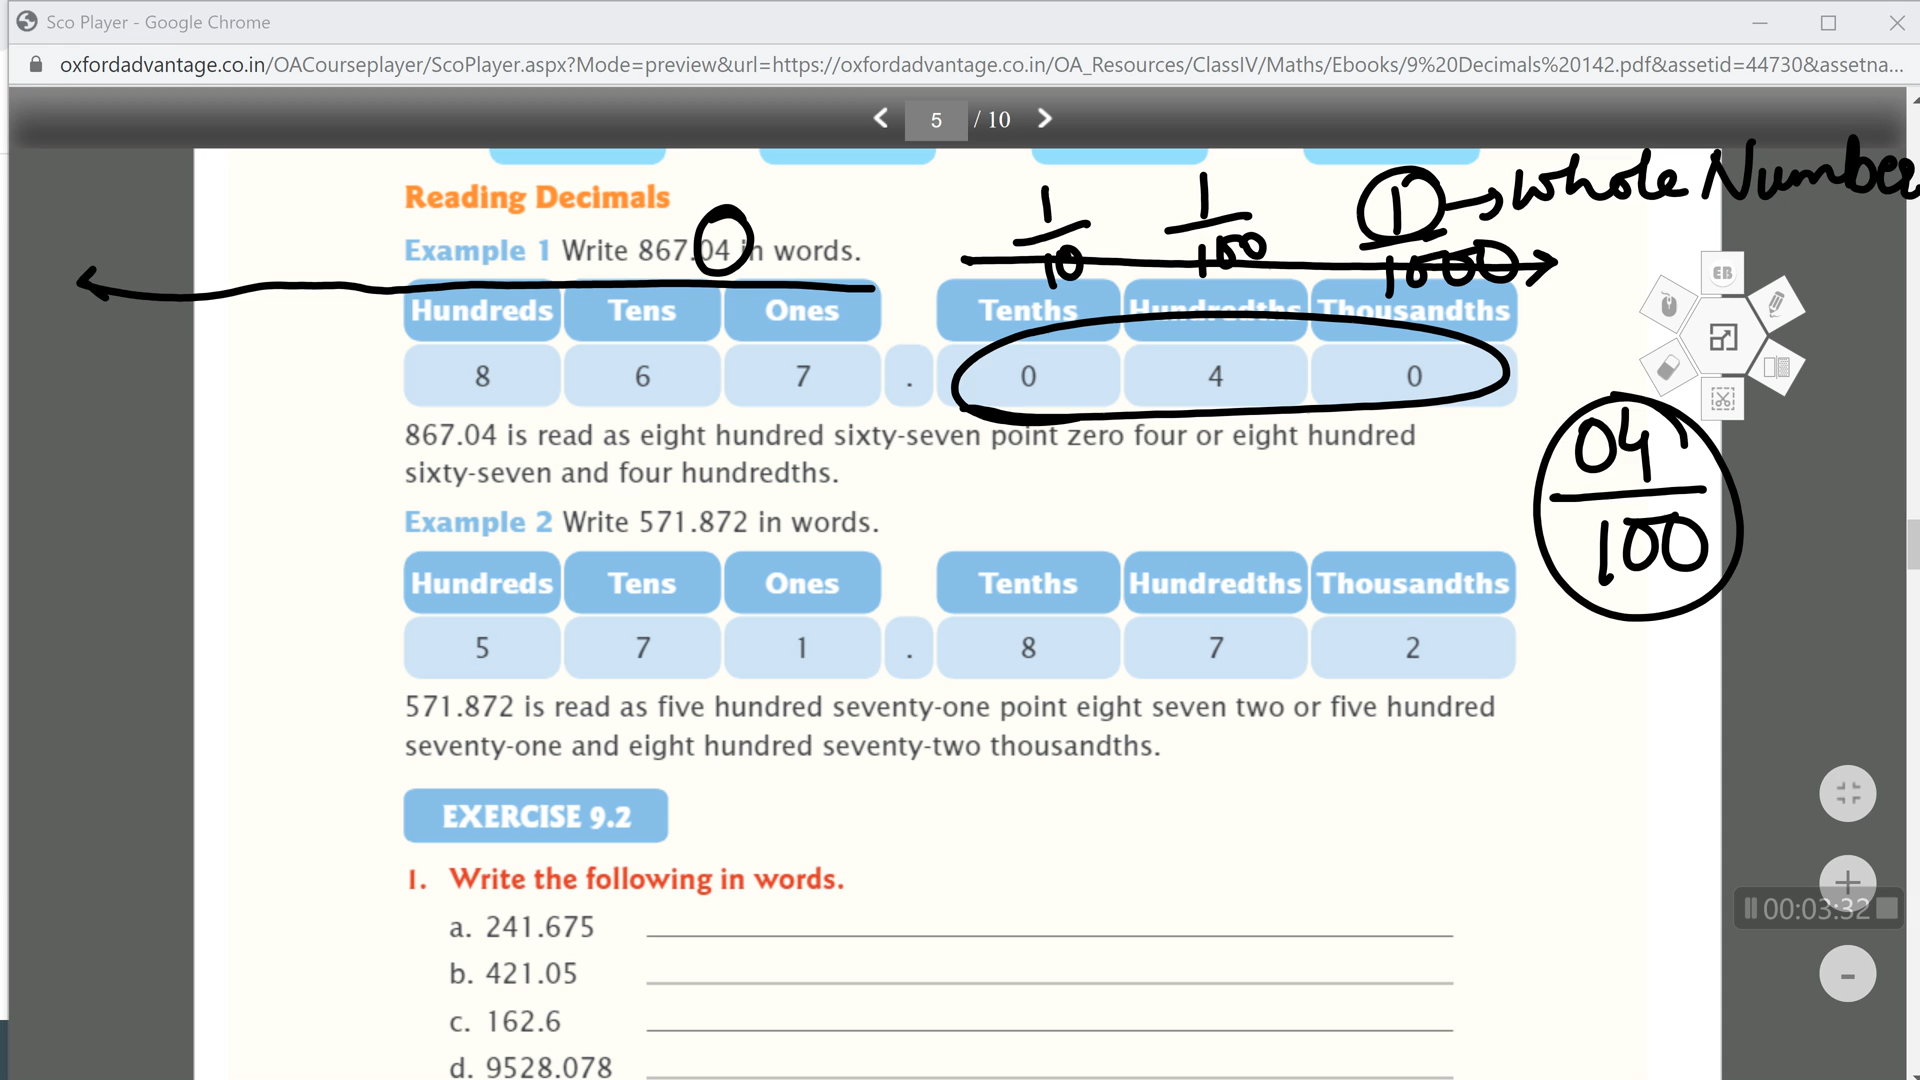 Sco Player - Google Chrome
oxfordadvantage.co.in/OACourseplayer/ScoPlayer.aspx?Mode=preview&url=https://oxfordadvantage.co.in/OA_Resources/ClassIV/Maths/Ebooks/9%20Decimals%20142.pdf&assetid=44730&assetna...
5 / 10
Reading Decimals
1/10 1/100 1/1000 → Whole Number
Example 1 Write 867.04 in words.
EB
Hundreds Tens Ones Tenths Hundredths Thousandths
8 6 7 . 0 4 0
867.04 is read as eight hundred sixty-seven point zero four or eight hundred
sixty-seven and four hundredths.
04/100
Example 2 Write 571.872 in words.
Hundreds Tens Ones Tenths Hundredths Thousandths
5 7 1 . 8 7 2
571.872 is read as five hundred seventy-one point eight seven two or five hundred
seventy-one and eight hundred seventy-two thousandths.
EXERCISE 9.2
1. Write the following in words.
a. 241.675
00:03:32
b. 421.05
c. 162.6
d. 9528.078